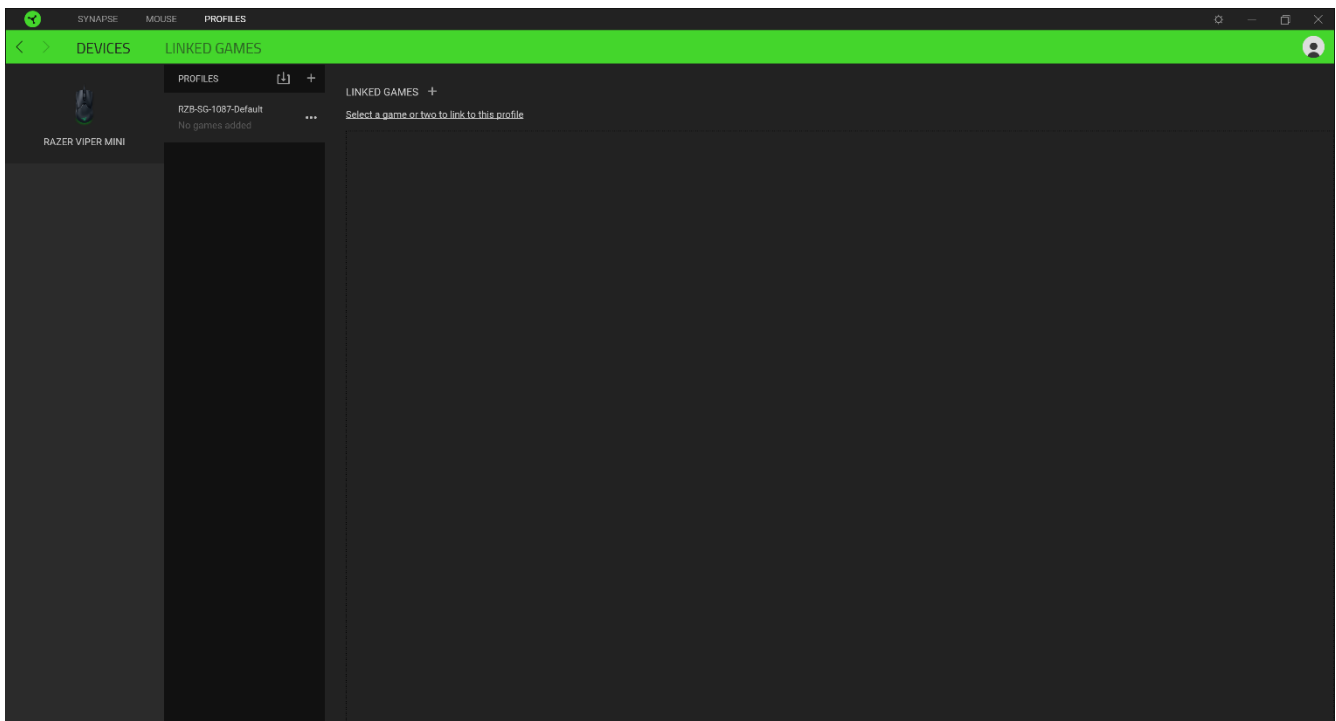 SYNAPSE MOUSE PROFILES
DEVICES LINKED GAMES
RAZER VIPER MINI
PROFILES
RZB-SG-1087-Default
No games added
LINKED GAMES +
Select a game or two to link to this profile